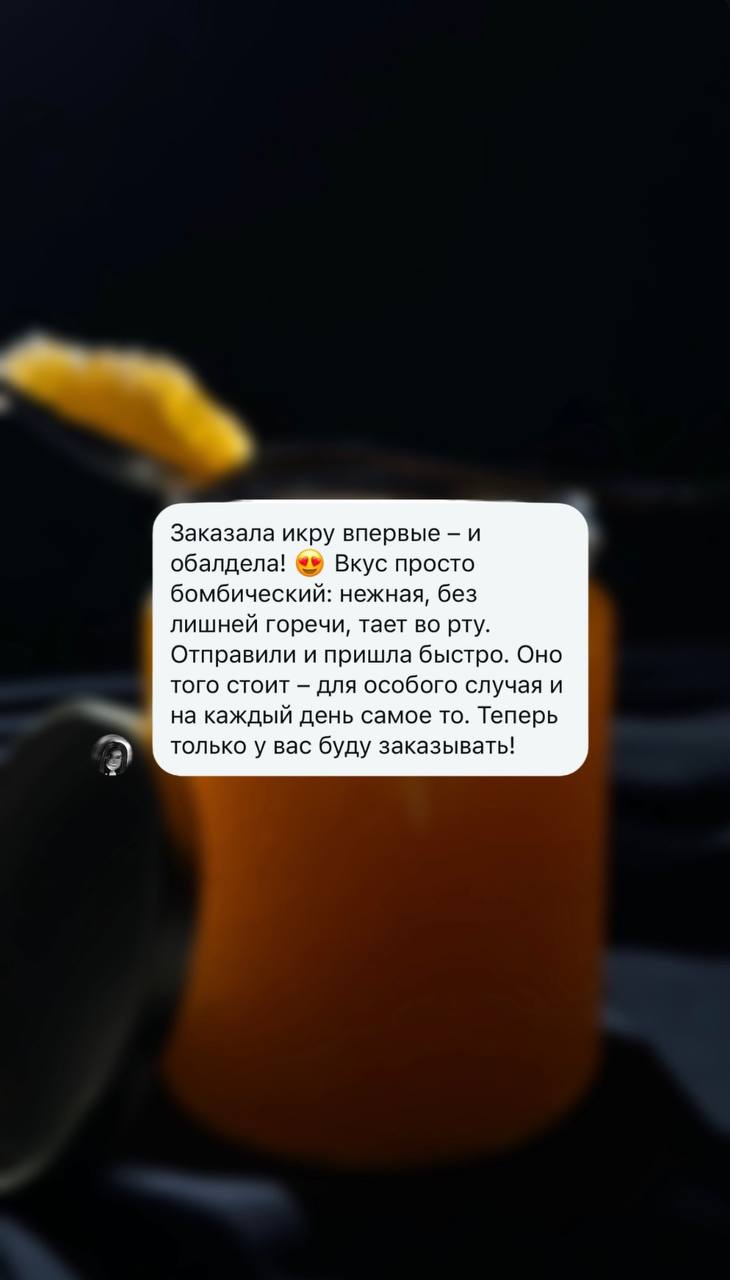 Заказала икру впервые – и
обалдела! 😍 Вкус просто
бомбический: нежная, без
лишней горечи, тает во рту.
Отправили и пришла быстро. Оно
того стоит – для особого случая и
на каждый день самое то. Теперь
только у вас буду заказывать!